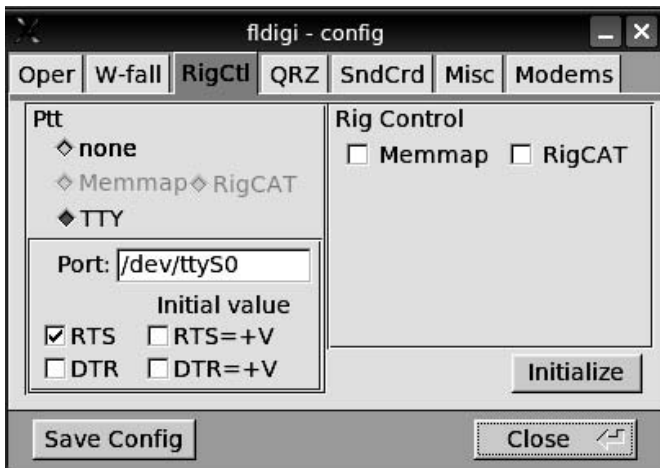 fldigi - config
Oper W-fall RigCtl QRZ SndCrd Misc Modems
Ptt
none
Memmap RigCAT
TTY
Port: /dev/ttyS0
Initial value
RTS RTS=+V
DTR DTR=+V
Rig Control
Memmap RigCAT
Initialize
Save Config Close